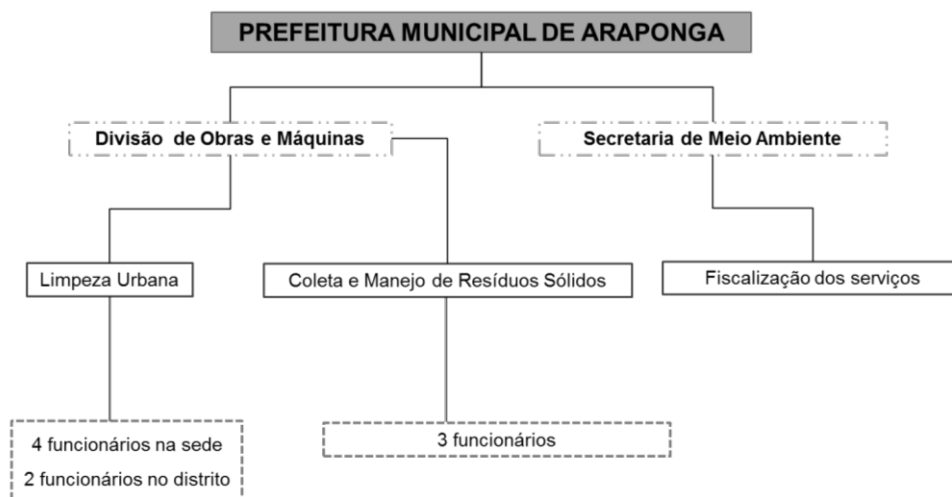 PREFEITURA MUNICIPAL DE ARAPONGA
Divisão de Obras e Máquinas
Secretaria de Meio Ambiente
Limpeza Urbana
Coleta e Manejo de Resíduos Sólidos
Fiscalização dos serviços
4 funcionários na sede
2 funcionários no distrito
3 funcionários